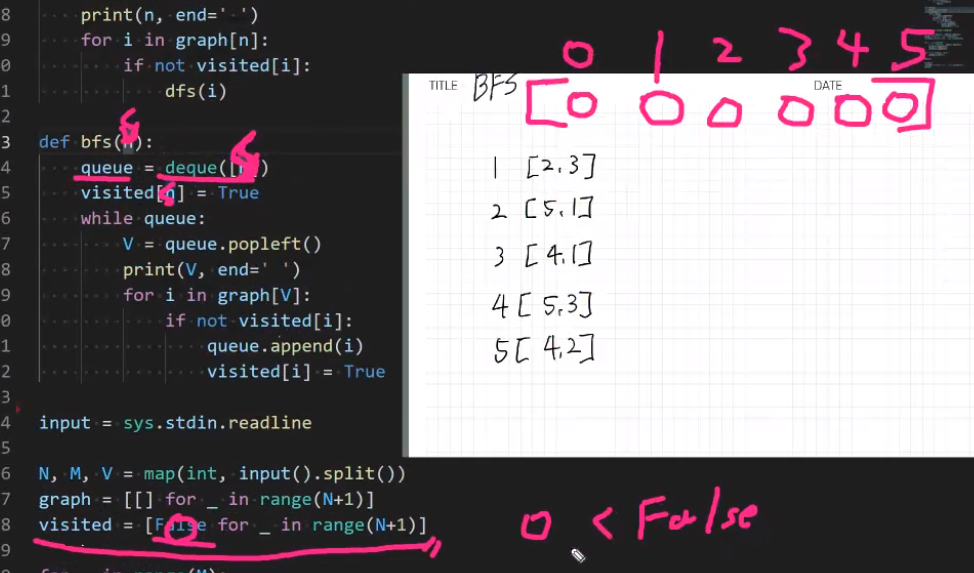 8 print(n, end=' ')
9 for i in graph[n]:
0 if not visited[i]:
1 dfs(i)
3 def bfs(n):
4 queue = deque([n])
5 visited[n] = True
6 while queue:
7 V = queue.popleft()
8 print(V, end=' ')
9 for i in graph[V]:
0 if not visited[i]:
1 queue.append(i)
2 visited[i] = True
3
4 input = sys.stdin.readline
5
6 N, M, V = map(int, input().split())
7 graph = [[] for _ in range(N+1)]
8 visited = [False for _ in range(N+1)]
9
0 1 2 3 4 5
TITLE BFS DATE
[0 0 0 0 0 0]
1 [2,3]
2 [5,1]
3 [4,1]
4 [5,3]
5 [4,2]
0 < False